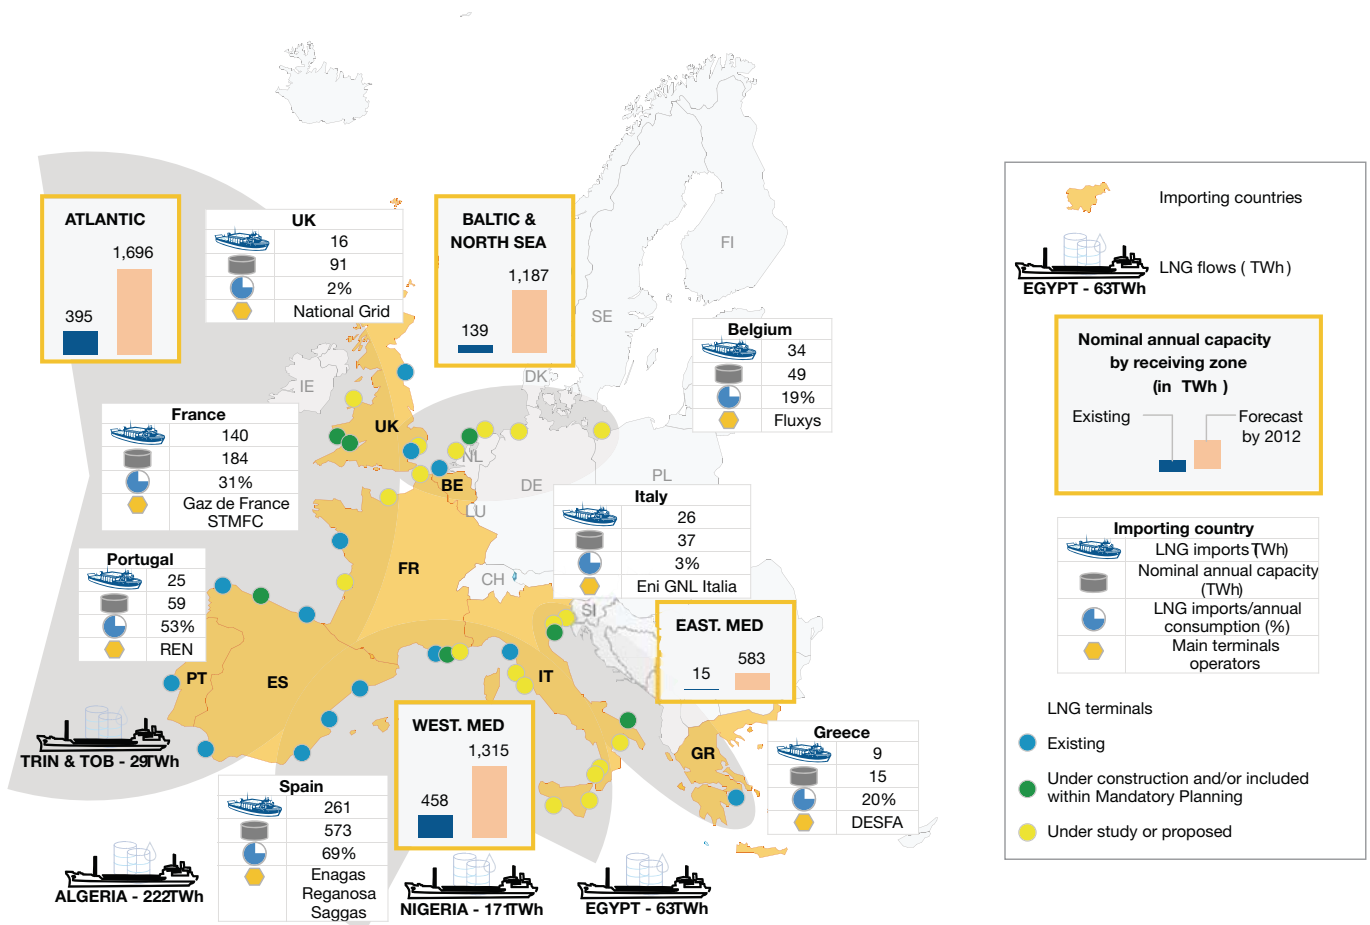 ATLANTIC
1,696
395
UK
16
91
2%
National Grid
BALTIC &
NORTH SEA
1,187
139
Belgium
34
49
19%
Fluxys
France
140
184
31%
Gaz de France
STMFC
Portugal
25
59
53%
REN
Italy
26
37
3%
Eni GNL Italia
EAST. MED
583
15
WEST. MED
1,315
458
Greece
9
15
20%
DESFA
Spain
261
573
69%
Enagas
Reganosa
Saggas
FI
SE
DK
IE
UK
NL
PL
DE
BE
LU
FR
CH
SI
IT
PT
ES
GR
TRIN & TOB - 29TWh
ALGERIA - 222TWh
NIGERIA - 171TWh
EGYPT - 63TWh
Importing countries
LNG flows ( TWh)
EGYPT - 63TWh
Nominal annual capacity
by receiving zone
(in TWh )
Existing
Forecast
by 2012
Importing country
LNG imports (TWh)
Nominal annual capacity
(TWh)
LNG imports/annual
consumption (%)
Main terminals
operators
LNG terminals
Existing
Under construction and/or included
within Mandatory Planning
Under study or proposed